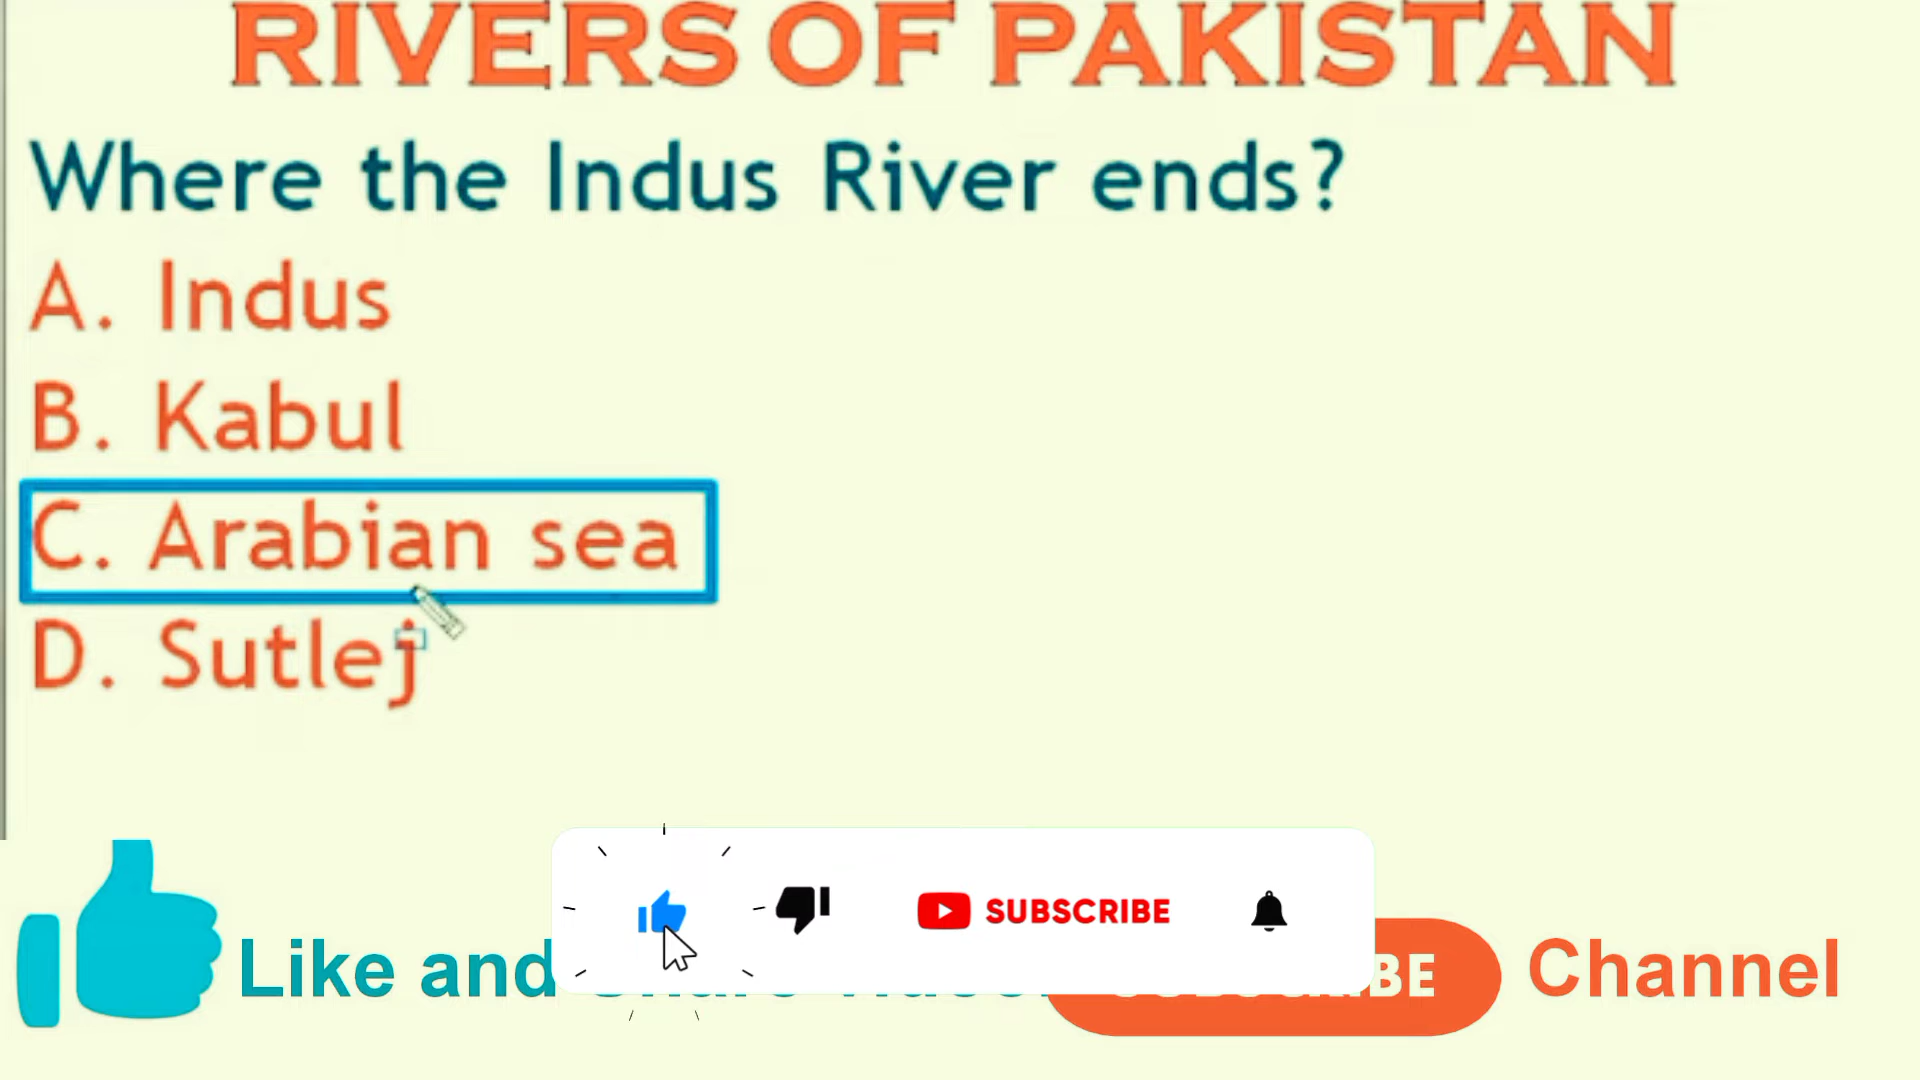 RIVERS OF PAKISTAN
Where the Indus River ends?
A. Indus
B. Kabul
C. Arabian sea
D. Sutlej
SUBSCRIBE
Like and
Channel